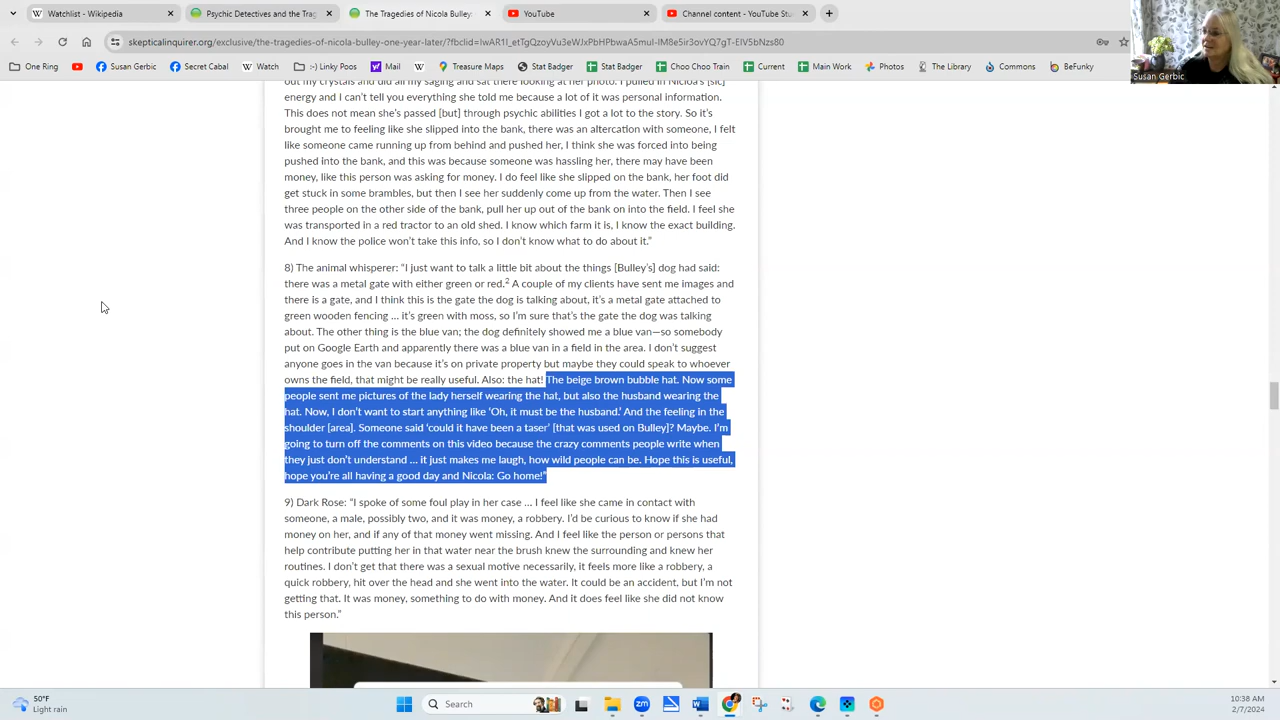 Watchlist - Wikipedia
Psychic Detectives and the Trag
The Tragedies of Nicola Bulley:
YouTube
Channel content - YouTube Stu
skepticalinquirer.org/exclusive/the-tragedies-of-nicola-bulley-one-year-later/?fbclid=IwAR1I_etTgQzoyVu3eWJxPbHPbwaA5mul-IM8e5ir3ovYQ7gT-EIV5bNzs80
One Ring
Susan Gerbic
Secret Cabal
Watch
:-) Linky Poos
Mail
Treasure Maps
Stat Badger
Stat Badger
Choo Choo Train
Current
Main Work
Photos
The Library
Commons
BeFunky
Susan Gerbic
out my crystals and did all my saging and sat there looking at her photo. I pulled in Nicloa's [sic]
energy and I can't tell you everything she told me because a lot of it was personal information.
This does not mean she's passed [but] through psychic abilities I got a lot to the story. So it's
brought me to feeling like she slipped into the bank, there was an altercation with someone, I felt
like someone came running up from behind and pushed her, I think she was forced into being
pushed into the bank, and this was because someone was hassling her, there may have been
money, like this person was asking for money. I do feel like she slipped on the bank, her foot did
get stuck in some brambles, but then I see her suddenly come up from the water. Then I see
three people on the other side of the bank, pull her up out of the bank on into the field. I feel she
was transported in a red tractor to an old shed. I know which farm it is, I know the exact building.
And I know the police won't take this info, so I don't know what to do about it."
8) The animal whisperer: "I just want to talk a little bit about the things [Bulley's] dog had said:
there was a metal gate with either green or red.2 A couple of my clients have sent me images and
there is a gate, and I think this is the gate the dog is talking about, it's a metal gate attached to
green wooden fencing ... it's green with moss, so I'm sure that's the gate the dog was talking
about. The other thing is the blue van; the dog definitely showed me a blue van—so somebody
put on Google Earth and apparently there was a blue van in a field in the area. I don't suggest
anyone goes in the van because it's on private property but maybe they could speak to whoever
owns the field, that might be really useful. Also: the hat! The beige brown bubble hat. Now some
people sent me pictures of the lady herself wearing the hat, but also the husband wearing the
hat. Now, I don't want to start anything like 'Oh, it must be the husband.' And the feeling in the
shoulder [area]. Someone said 'could it have been a taser' [that was used on Bulley]? Maybe. I'm
going to turn off the comments on this video because the crazy comments people write when
they just don't understand ... it just makes me laugh, how wild people can be. Hope this is useful,
hope you're all having a good day and Nicola: Go home!"
9) Dark Rose: "I spoke of some foul play in her case ... I feel like she came in contact with
someone, a male, possibly two, and it was money, a robbery. I'd be curious to know if she had
money on her, and if any of that money went missing. And I feel like the person or persons that
help contribute putting her in that water near the brush knew the surrounding and knew her
routines. I don't get that there was a sexual motive necessarily, it feels more like a robbery, a
quick robbery, hit over the head and she went into the water. It could be an accident, but I'm not
getting that. It was money, something to do with money. And it does feel like she did not know
this person."
50°F
Light rain
Search
10:38 AM
2/7/2024